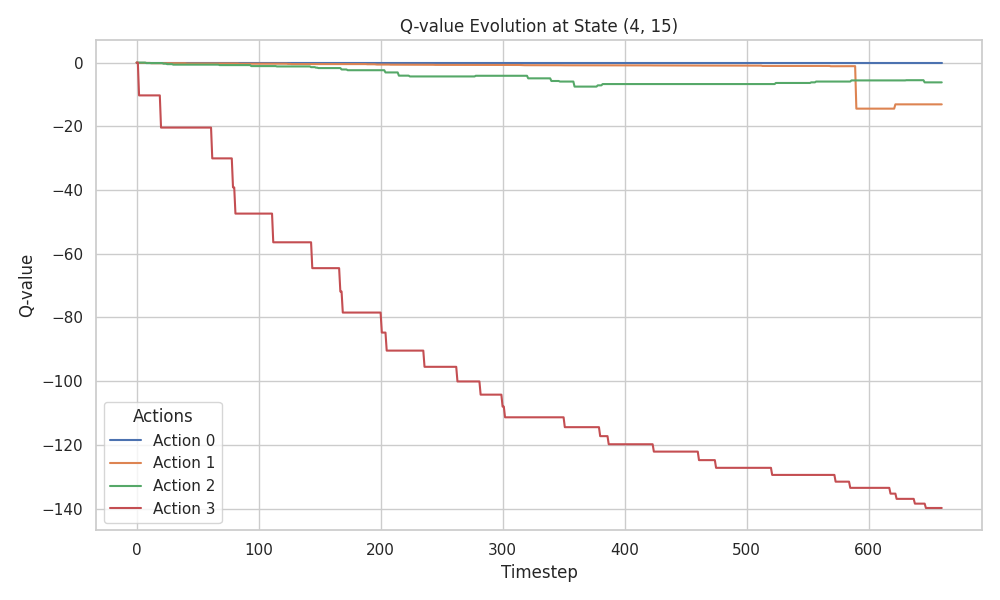 Q-value Evolution at State (4, 15)
0
−20
−40
−60
−80
−100
−120
−140
Q-value
Actions
Action 0
Action 1
Action 2
Action 3
0 100 200 300 400 500 600
Timestep